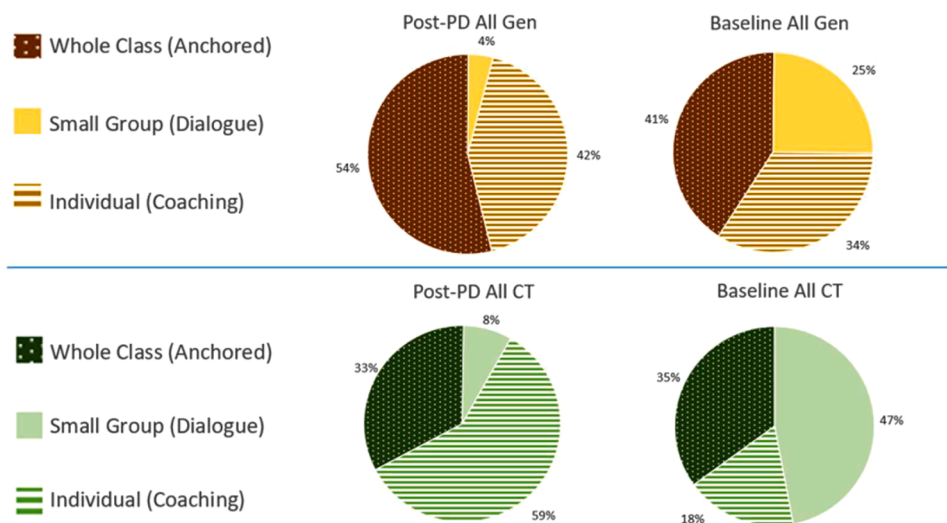 Post-PD All Gen
Baseline All Gen
Whole Class (Anchored)
Small Group (Dialogue)
Individual (Coaching)
4%
42%
54%
25%
34%
41%
Post-PD All CT
Baseline All CT
Whole Class (Anchored)
Small Group (Dialogue)
Individual (Coaching)
8%
59%
33%
47%
18%
35%